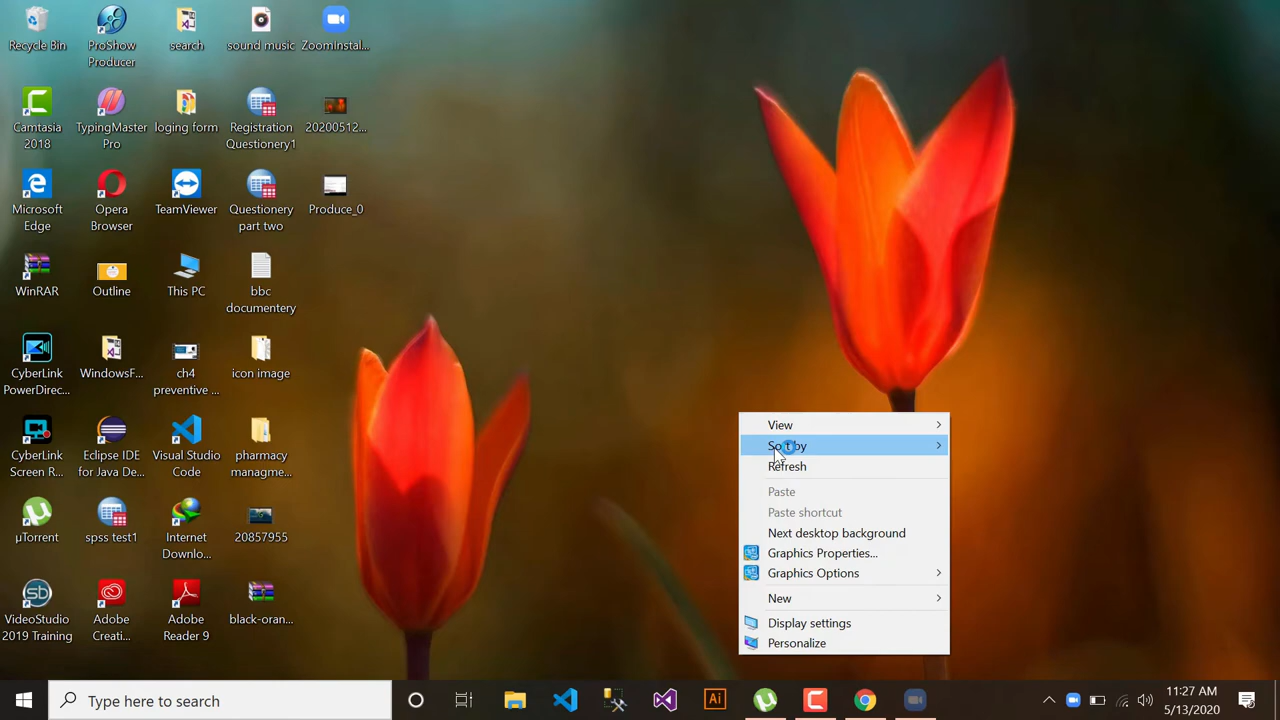 Recycle Bin
ProShow
Producer
search
sound music
ZoomInstal...
Camtasia
2018
TypingMaster
Pro
loging form
Registration
Questionery1
20200512...
Microsoft
Edge
Opera
Browser
TeamViewer
Questionery
part two
Produce_0
WinRAR
Outline
This PC
bbc
documentery
CyberLink
PowerDirec...
WindowsF...
ch4
preventive ...
icon image
CyberLink
Screen R...
Eclipse IDE
for Java De...
Visual Studio
Code
pharmacy
managme...
µTorrent
spss test1
Internet
Downlo...
20857955
VideoStudio
2019 Training
Adobe
Creati...
Adobe
Reader 9
black-oran...
View
Sort by
Refresh
Paste
Paste shortcut
Next desktop background
Graphics Properties...
Graphics Options
New
Display settings
Personalize
Type here to search
Ai
11:27 AM
5/13/2020